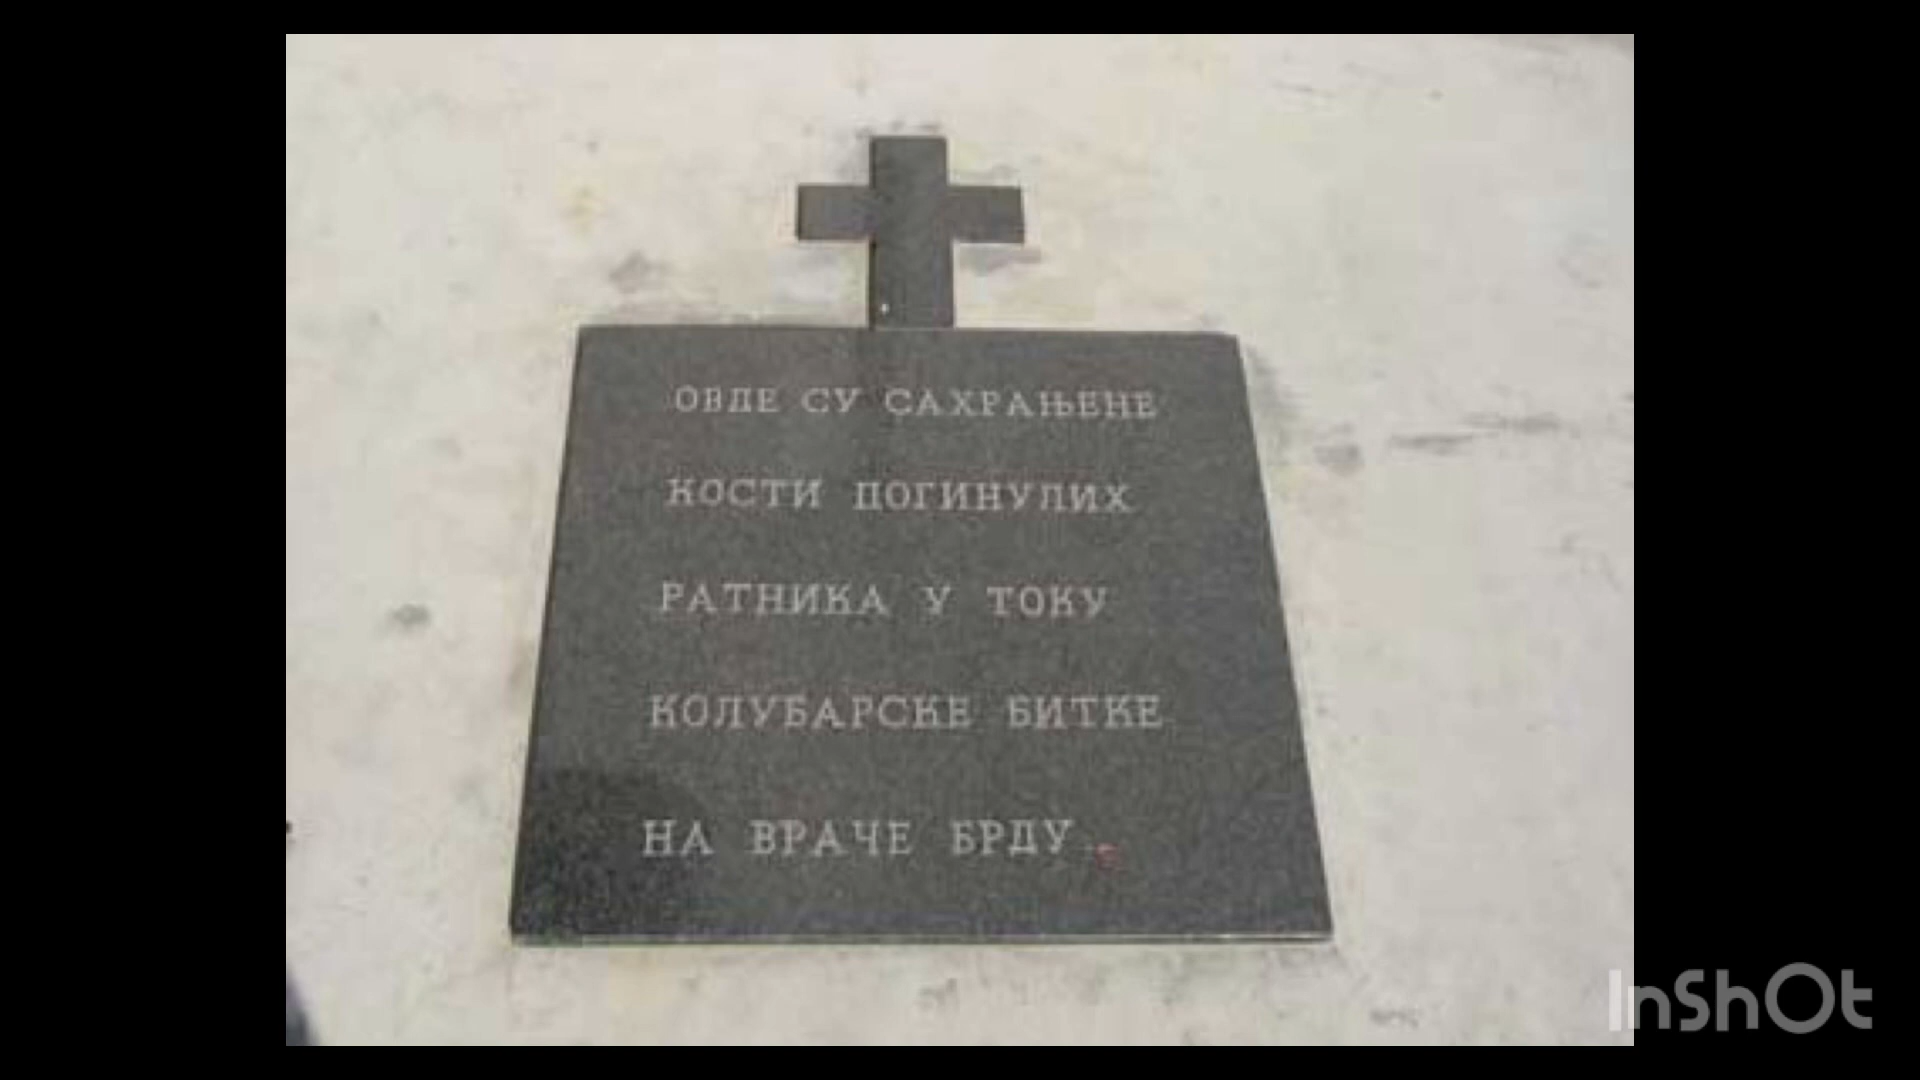 ОВДЕ СУ САХРАЊЕНЕ
КОСТИ ПОГИНУЛИХ
РАТНИКА У ТОКУ
КОЛУБАРСКЕ БИТКЕ
НА ВРАЧЕ БРДУ
InShOt